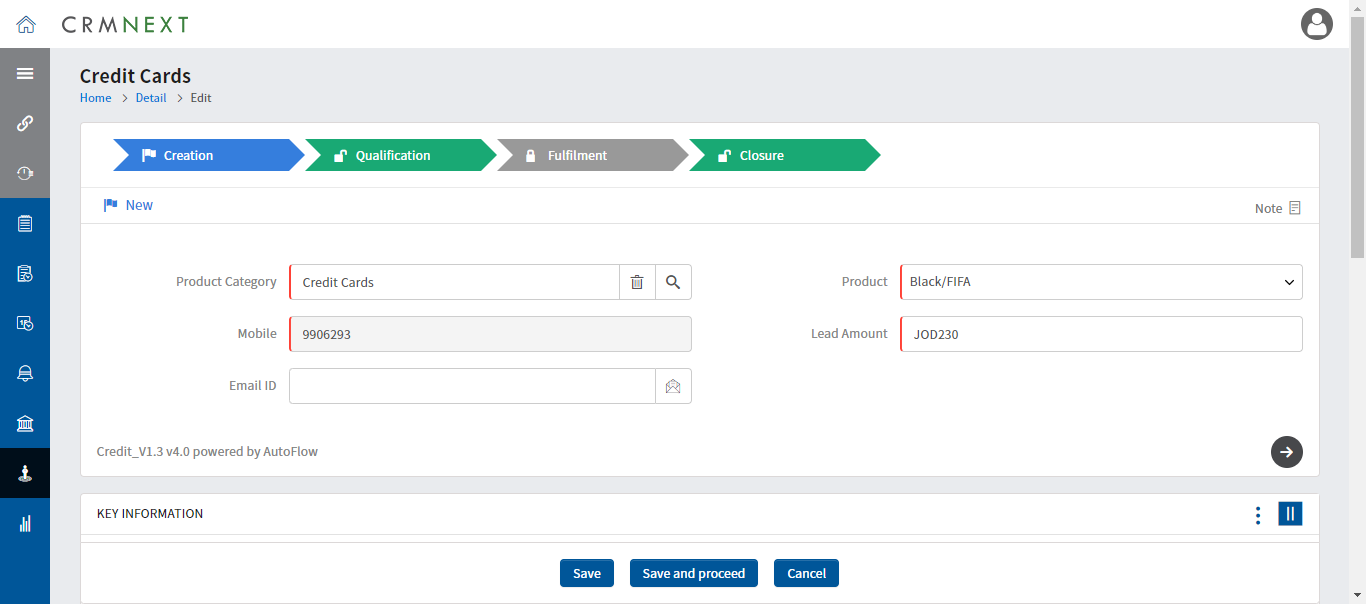 CRMNEXT
Credit Cards
Home > Detail > Edit
Creation
Qualification
Fulfilment
Closure
New
Note
Product Category
Credit Cards
Product
Black/FIFA
Mobile
9906293
Lead Amount
JOD230
Email ID
Credit_V1.3 v4.0 powered by AutoFlow
KEY INFORMATION
Save
Save and proceed
Cancel